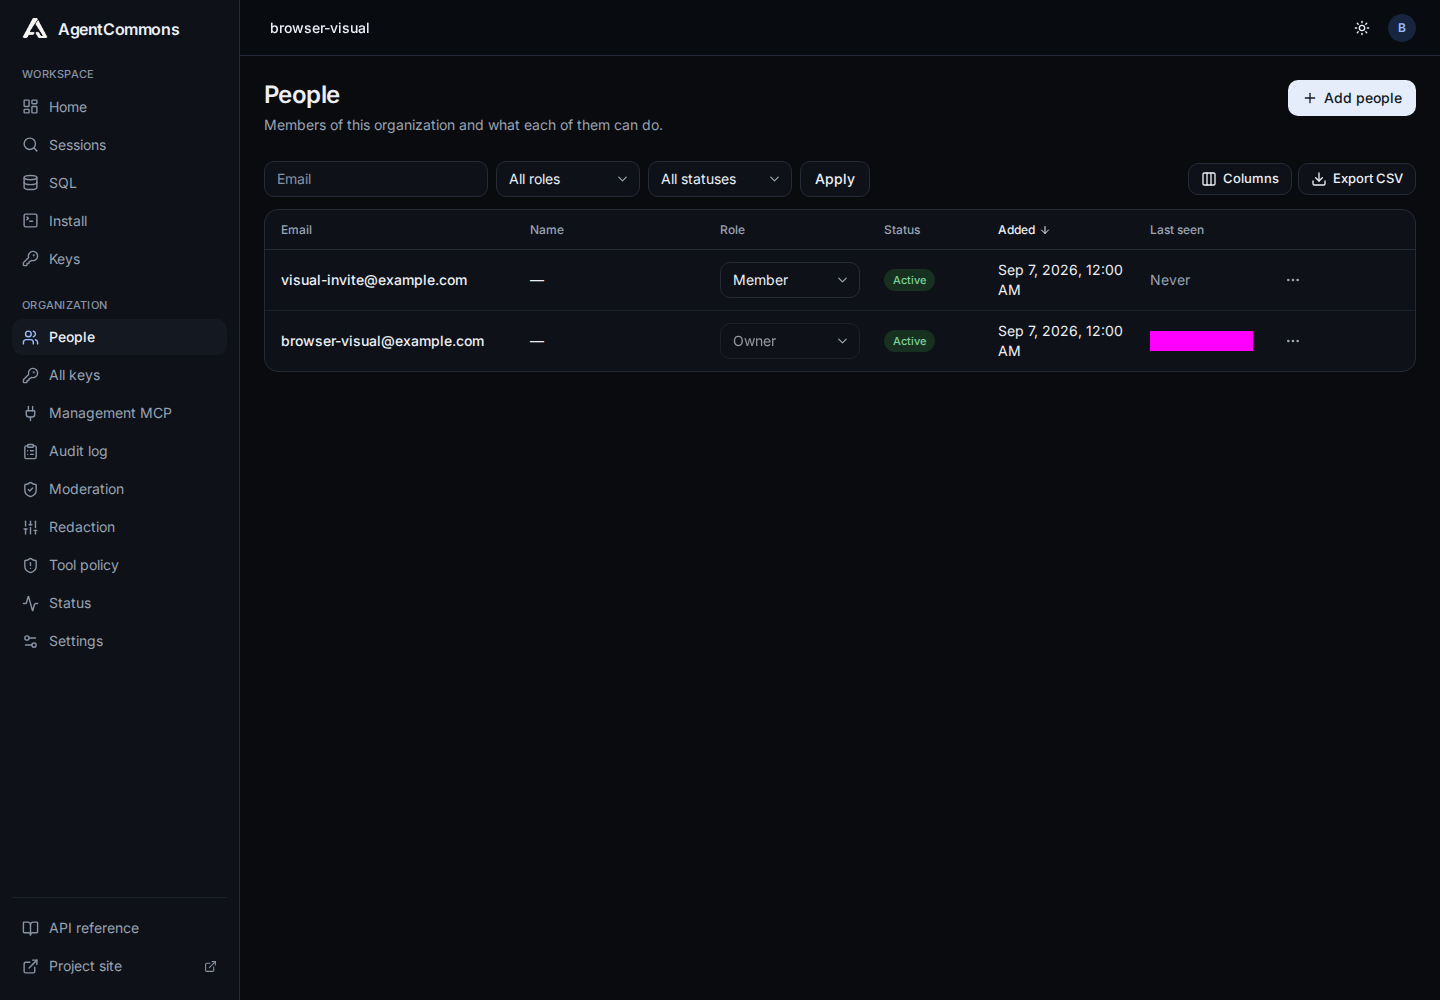 AgentCommons
browser-visual
B
WORKSPACE
Home
Sessions
SQL
Install
Keys
ORGANIZATION
People
All keys
Management MCP
Audit log
Moderation
Redaction
Tool policy
Status
Settings
API reference
Project site
People
Members of this organization and what each of them can do.
Add people
Email
All roles
All statuses
Apply
Columns
Export CSV
Email Name Role Status Added Last seen
visual-invite@example.com — Member Active Sep 7, 2026, 12:00 AM Never
browser-visual@example.com — Owner Active Sep 7, 2026, 12:00 AM